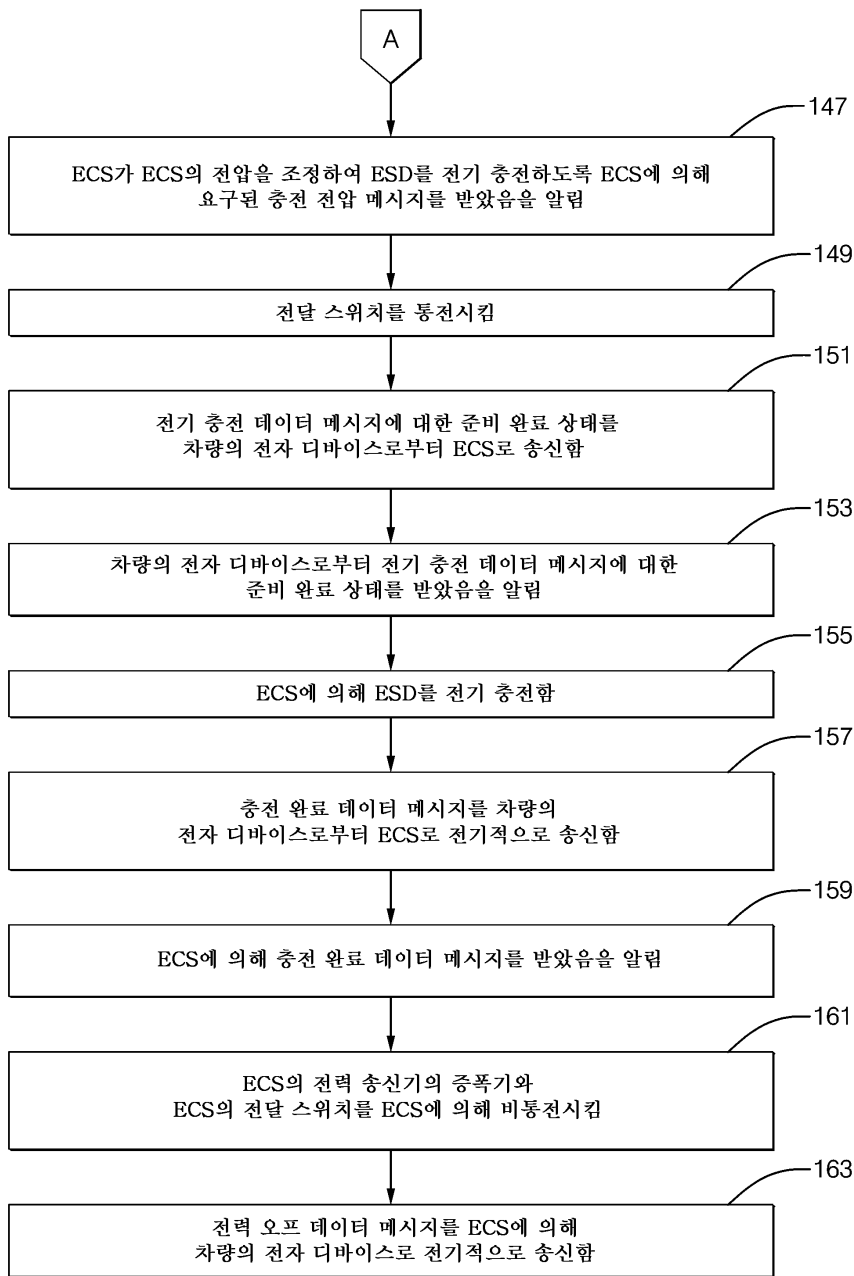 A
147
ECS가 ECS의 전압을 조정하여 ESD를 전기 충전하도록 ECS에 의해
요구된 충전 전압 메시지를 받았음을 알림
149
전달 스위치를 통전시킴
151
전기 충전 데이터 메시지에 대한 준비 완료 상태를
차량의 전자 디바이스로부터 ECS로 송신함
153
차량의 전자 디바이스로부터 전기 충전 데이터 메시지에 대한
준비 완료 상태를 받았음을 알림
155
ECS에 의해 ESD를 전기 충전함
157
충전 완료 데이터 메시지를 차량의
전자 디바이스로부터 ECS로 전기적으로 송신함
159
ECS에 의해 충전 완료 데이터 메시지를 받았음을 알림
161
ECS의 전력 송신기의 증폭기와
ECS의 전달 스위치를 ECS에 의해 비통전시킴
163
전력 오프 데이터 메시지를 ECS에 의해
차량의 전자 디바이스로 전기적으로 송신함